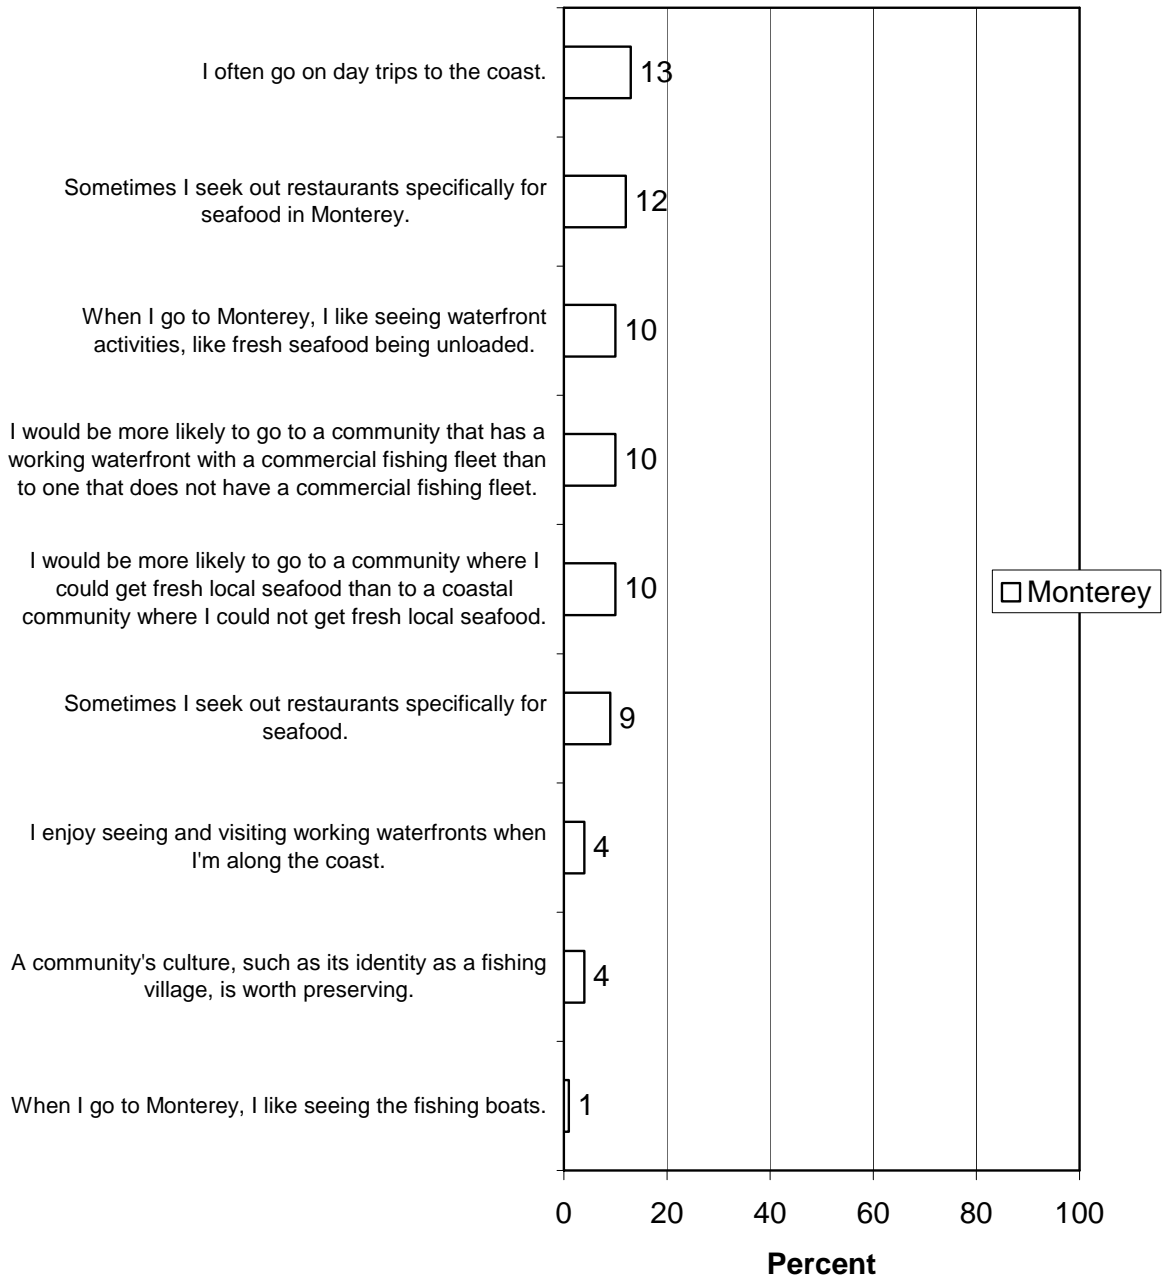 I often go on day trips to the coast.
13
Sometimes I seek out restaurants specifically for
seafood in Monterey.
12
When I go to Monterey, I like seeing waterfront
activities, like fresh seafood being unloaded.
10
I would be more likely to go to a community that has a
working waterfront with a commercial fishing fleet than
to one that does not have a commercial fishing fleet.
10
I would be more likely to go to a community where I
could get fresh local seafood than to a coastal
community where I could not get fresh local seafood.
10
Monterey
Sometimes I seek out restaurants specifically for
seafood.
9
I enjoy seeing and visiting working waterfronts when
I'm along the coast.
4
A community's culture, such as its identity as a fishing
village, is worth preserving.
4
When I go to Monterey, I like seeing the fishing boats.
1
0 20 40 60 80 100
Percent